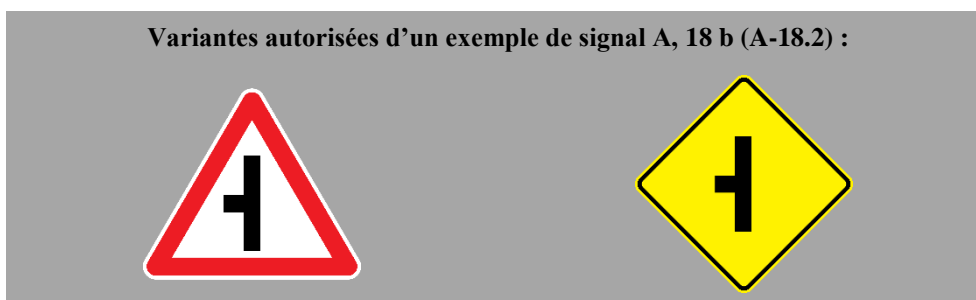 Variantes autorisées d’un exemple de signal A, 18 b (A-18.2) :